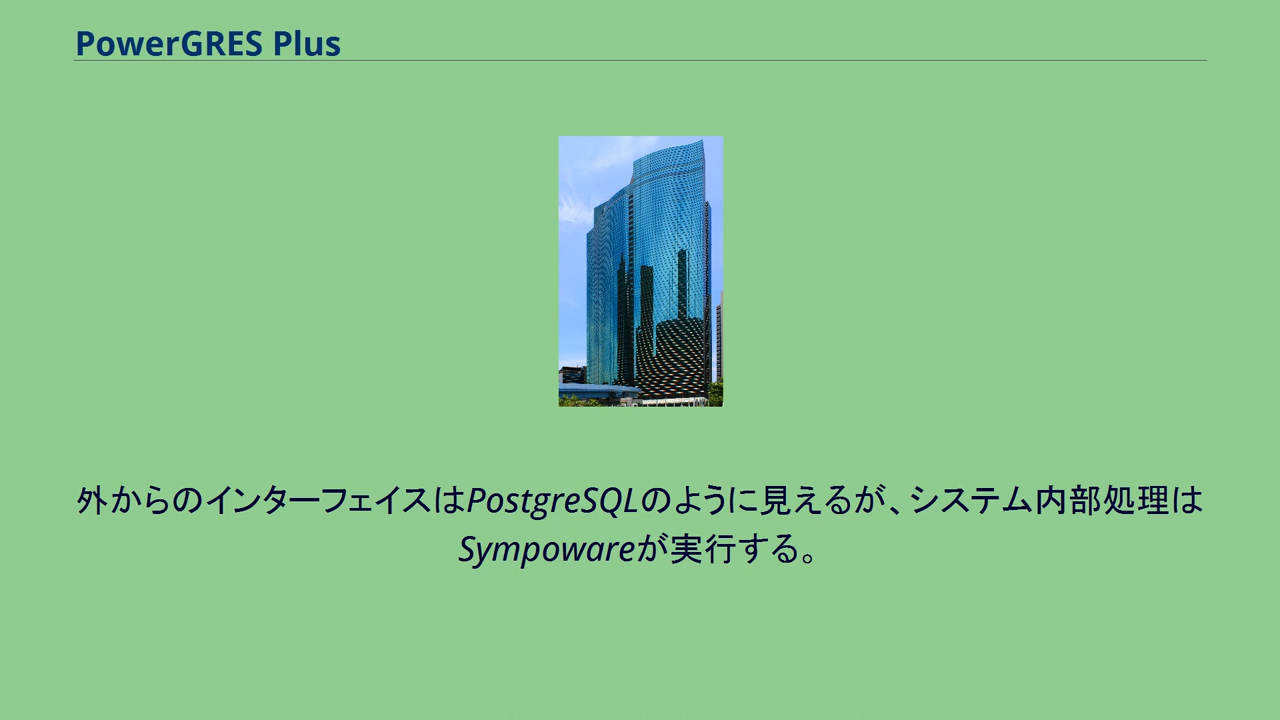 PowerGRES Plus
外からのインターフェイスはPostgreSQLのように見えるが、システム内部処理は
Sympowareが実行する。